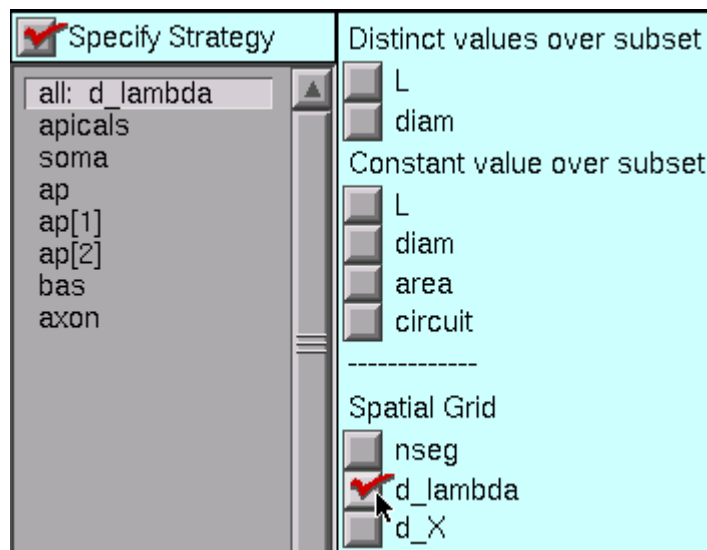 Specify Strategy
all: d_lambda
apicals
soma
ap
ap[1]
ap[2]
bas
axon
Distinct values over subset
L
diam
Constant value over subset
L
diam
area
circuit
-------------
Spatial Grid
nseg
d_lambda
d_X